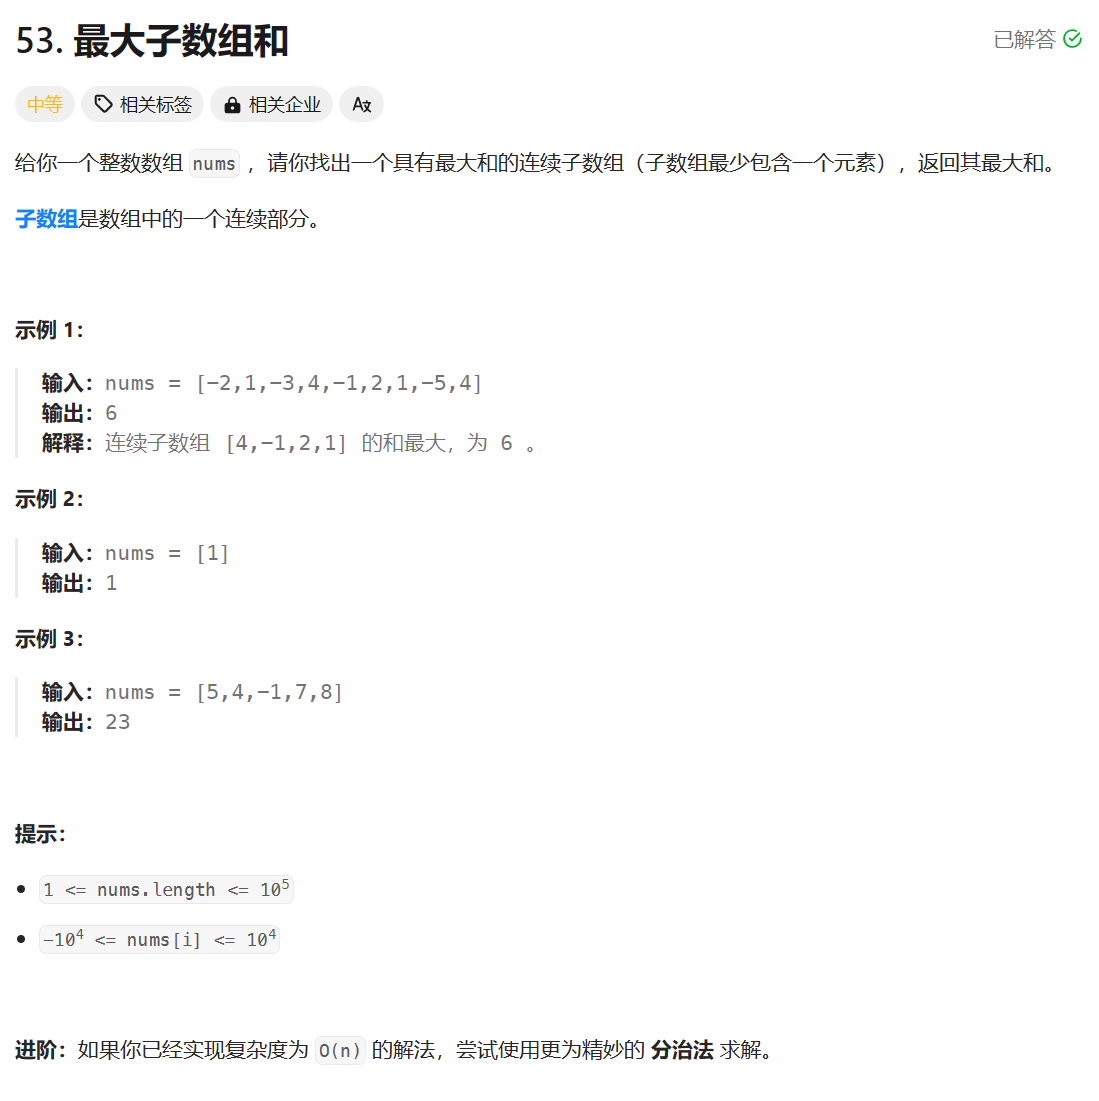 53. 最大子数组和
已解答
中等 相关标签 相关企业 A文
给你一个整数数组 nums ，请你找出一个具有最大和的连续子数组（子数组最少包含一个元素），返回其最大和。
子数组是数组中的一个连续部分。
示例 1：
输入：nums = [-2,1,-3,4,-1,2,1,-5,4]
输出：6
解释：连续子数组 [4,-1,2,1] 的和最大，为 6 。
示例 2：
输入：nums = [1]
输出：1
示例 3：
输入：nums = [5,4,-1,7,8]
输出：23
提示：
• 1 <= nums.length <= 10⁵
• -10⁴ <= nums[i] <= 10⁴
进阶：如果你已经实现复杂度为 O(n) 的解法，尝试使用更为精妙的 分治法 求解。